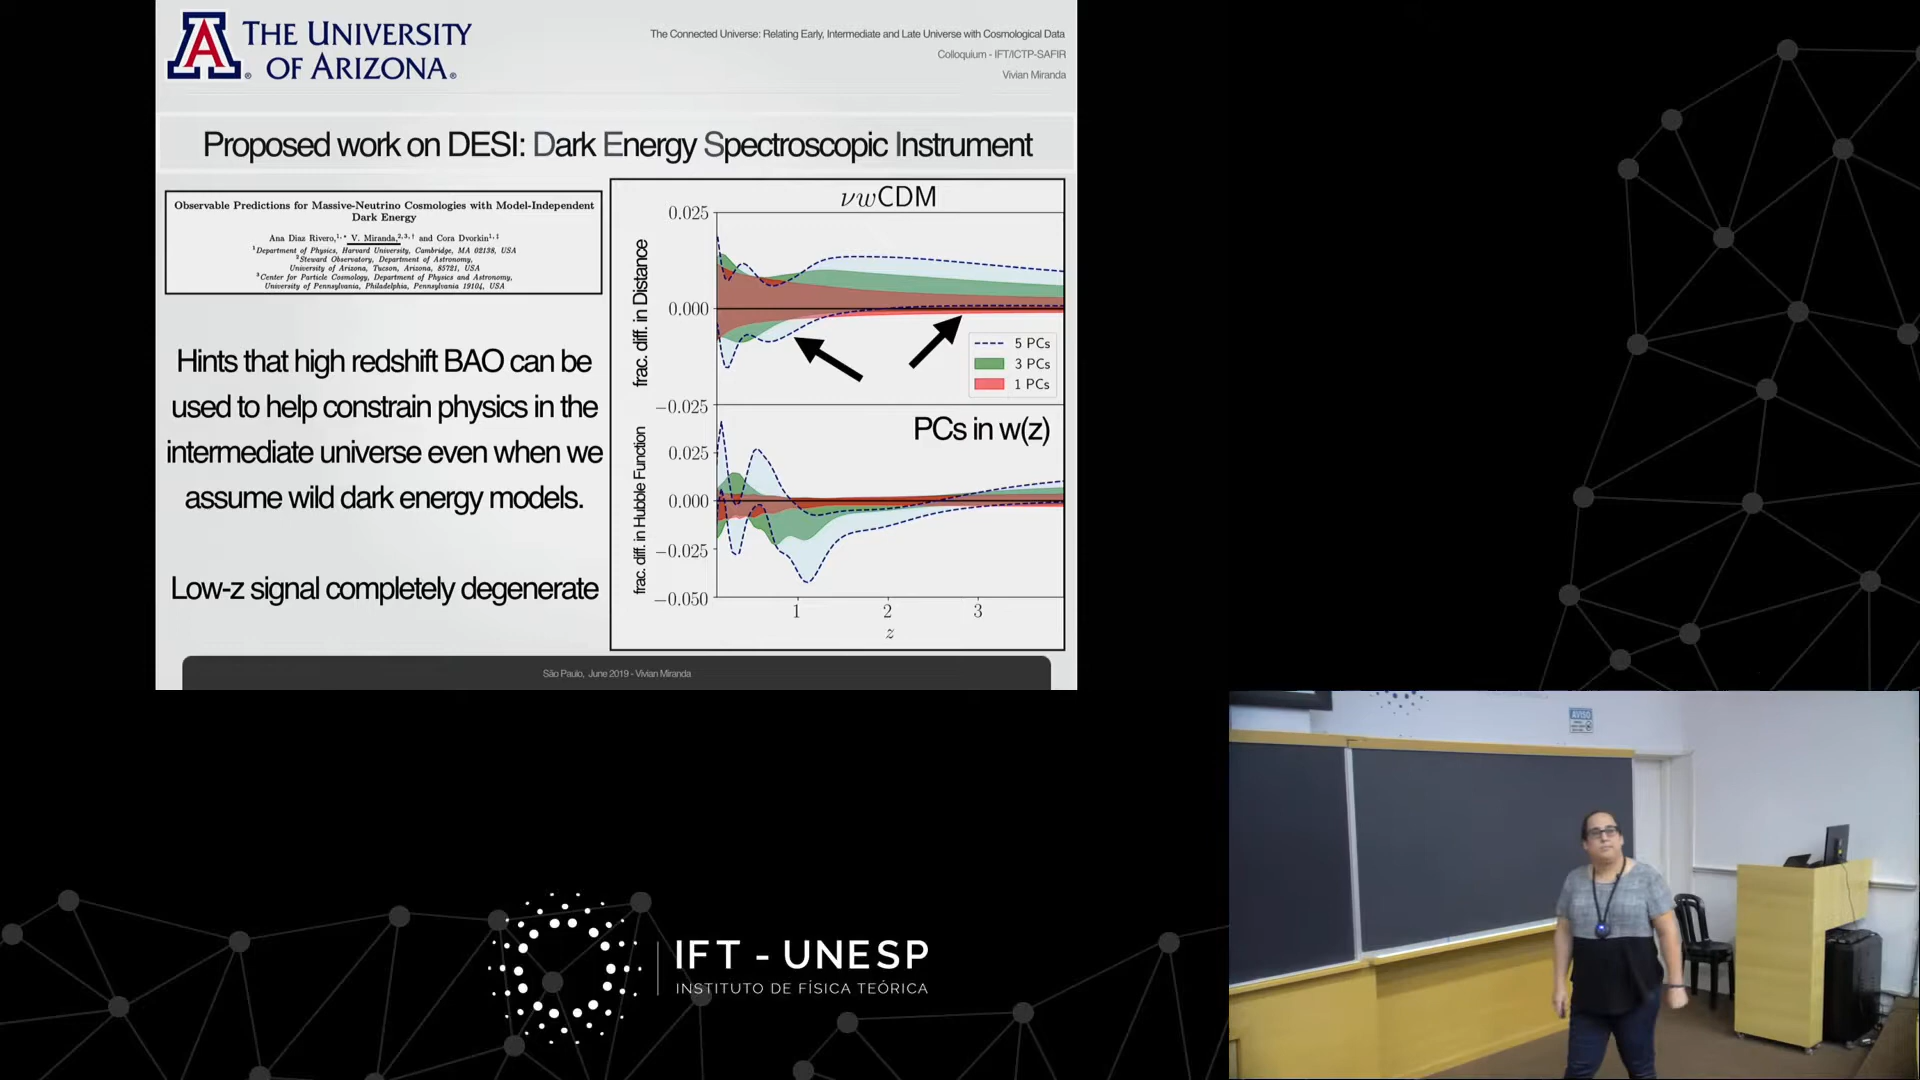 THE UNIVERSITY
OF ARIZONA.
The Connected Universe: Relating Early, Intermediate and Late Universe with Cosmological Data
Colloquium - IFT/ICTP-SAFIR
Vivian Miranda
Proposed work on DESI: Dark Energy Spectroscopic Instrument
Observable Predictions for Massive-Neutrino Cosmologies with Model-Independent
Dark Energy
Ana Diaz Rivero,¹,* V. Miranda,²,³,† and Cora Dvorkin¹,‡
¹Department of Physics, Harvard University, Cambridge, MA 02138, USA
²Steward Observatory, Department of Astronomy,
University of Arizona, Tucson, Arizona, 85721, USA
³Center for Particle Cosmology, Department of Physics and Astronomy,
University of Pennsylvania, Philadelphia, Pennsylvania 19104, USA
Hints that high redshift BAO can be
used to help constrain physics in the
intermediate universe even when we
assume wild dark energy models.
Low-z signal completely degenerate
νwCDM
frac. diff. in Distance
0.025
0.000
−0.025
5 PCs
3 PCs
1 PCs
PCs in w(z)
frac. diff. in Hubble Function
0.025
0.000
−0.025
−0.050
1 2 3
z
São Paulo, June 2019 - Vivian Miranda
AVISO
IFT - UNESP
INSTITUTO DE FÍSICA TEÓRICA